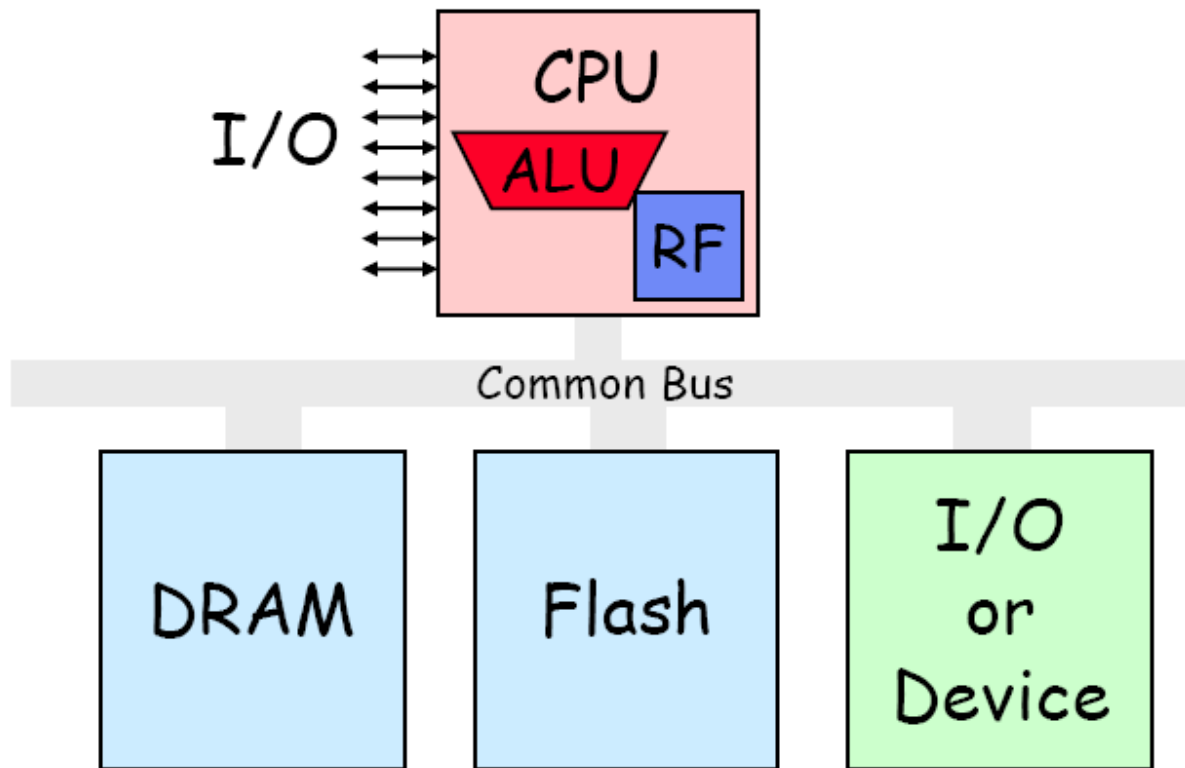 CPU
I/O
ALU
RF
Common Bus
DRAM
Flash
I/O
or
Device